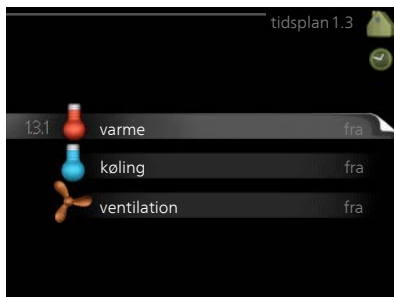 tidsplan 1.3
1.3.1 varme fra
køling fra
ventilation fra